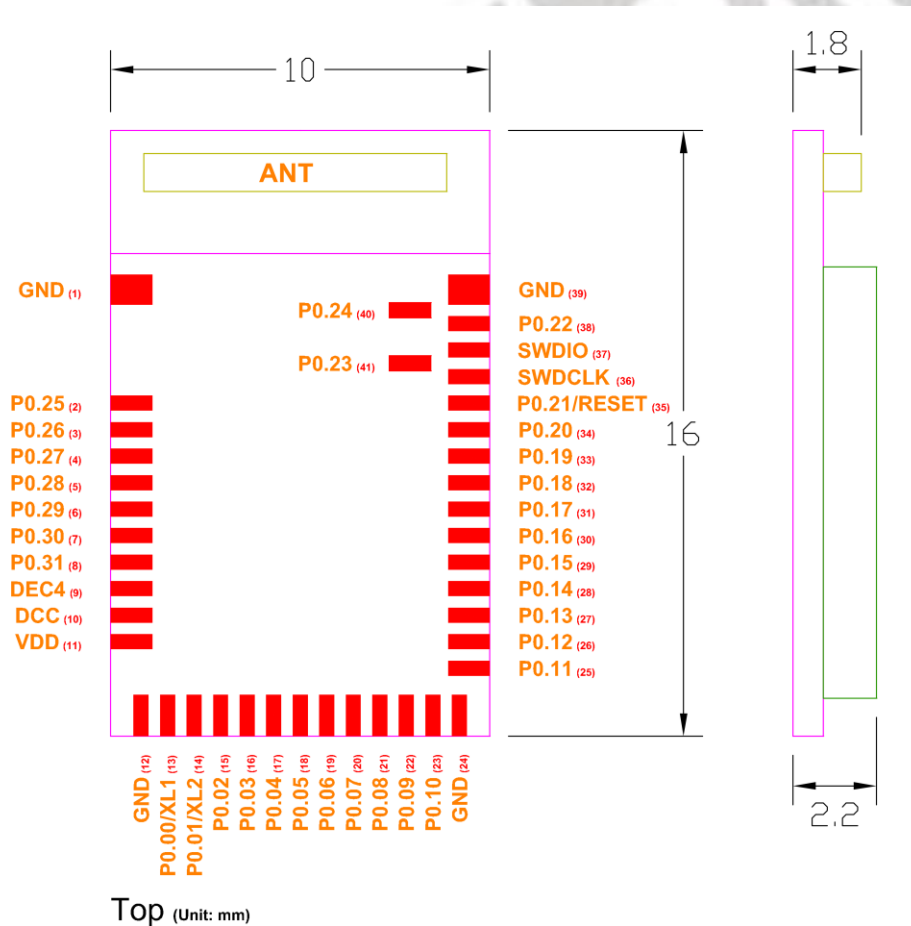 10
1.8
ANT
GND (1)
GND (39)
P0.24 (40)
P0.22 (38)
SWDIO (37)
P0.23 (41)
SWDCLK (36)
P0.25 (2)
P0.21/RESET (35)
P0.26 (3)
P0.20 (34)
16
P0.27 (4)
P0.19 (33)
P0.28 (5)
P0.18 (32)
P0.29 (6)
P0.17 (31)
P0.30 (7)
P0.16 (30)
P0.31 (8)
P0.15 (29)
DEC4 (9)
P0.14 (28)
DCC (10)
P0.13 (27)
VDD (11)
P0.12 (26)
P0.11 (25)
GND (12)
P0.00/XL1 (13)
P0.01/XL2 (14)
P0.02 (15)
P0.03 (16)
P0.04 (17)
P0.05 (18)
P0.06 (19)
P0.07 (20)
P0.08 (21)
P0.09 (22)
P0.10 (23)
GND (24)
2.2
Top (Unit: mm)